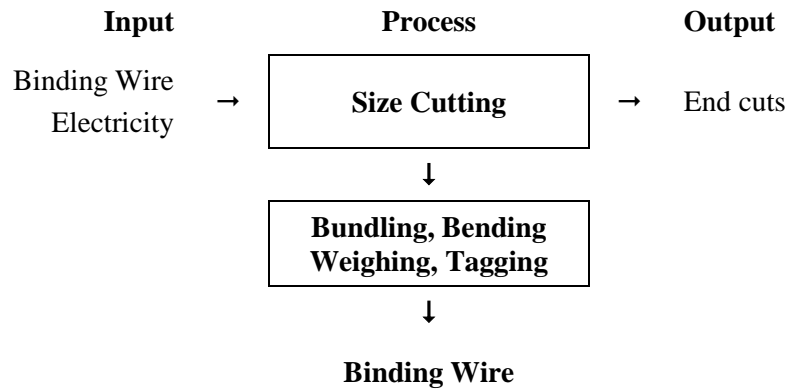 Input Process Output
Binding Wire
Electricity
→ Size Cutting → End cuts
↓
Bundling, Bending
Weighing, Tagging
↓
Binding Wire